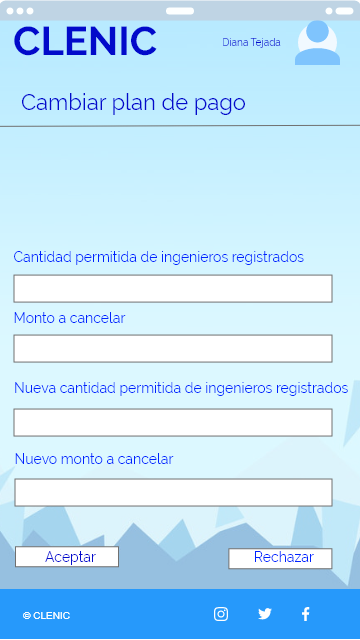 CLENIC
Diana Tejada
Cambiar plan de pago
Cantidad permitida de ingenieros registrados
Monto a cancelar
Nueva cantidad permitida de ingenieros registrados
Nuevo monto a cancelar
Aceptar
Rechazar
© CLENIC